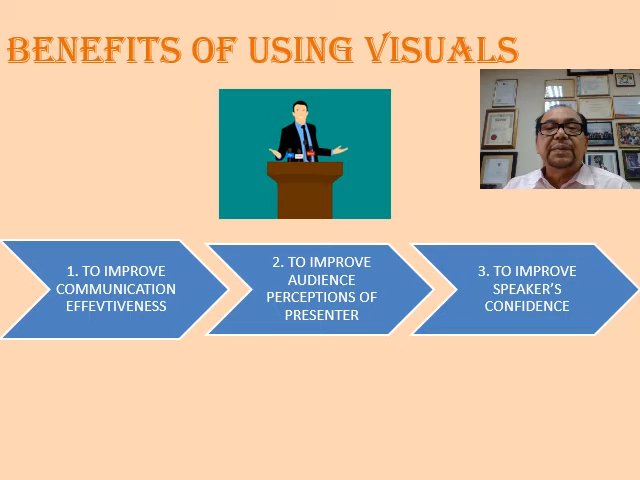 BENEFITS OF USING VISUALS
1. TO IMPROVE
COMMUNICATION
EFFEVTIVENESS
2. TO IMPROVE
AUDIENCE
PERCEPTIONS OF
PRESENTER
3. TO IMPROVE
SPEAKER'S
CONFIDENCE